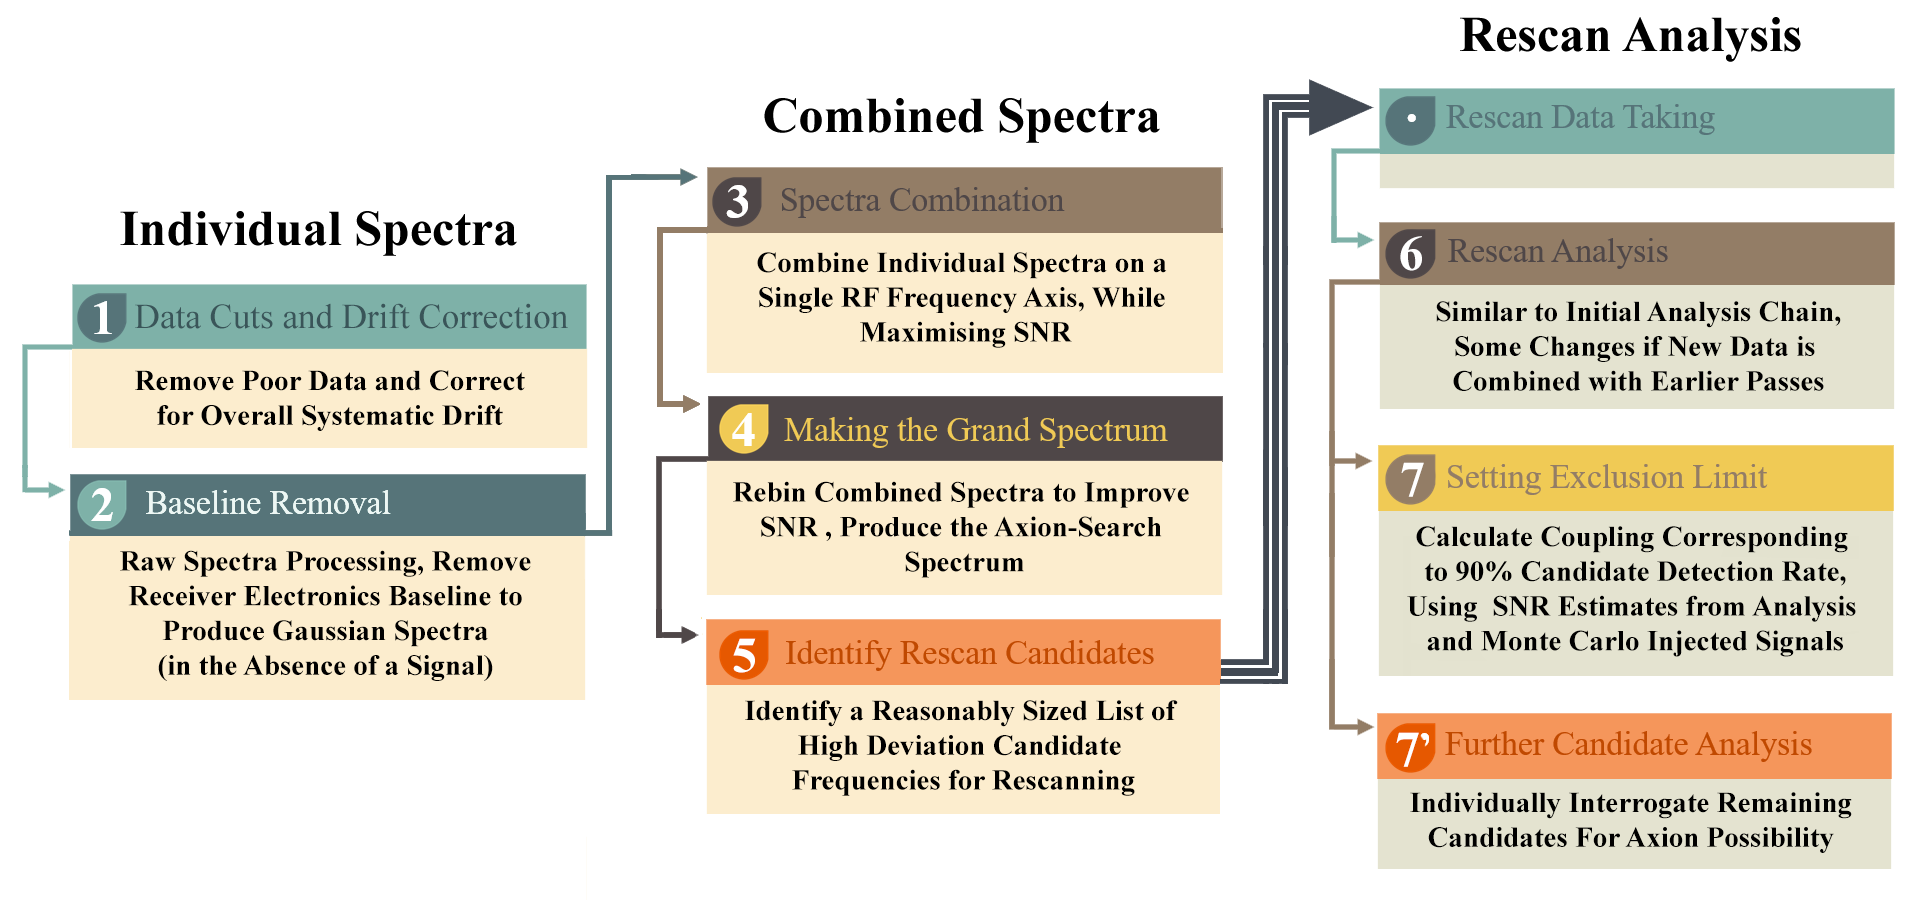 Individual Spectra
1 Data Cuts and Drift Correction
Remove Poor Data and Correct
for Overall Systematic Drift
2 Baseline Removal
Raw Spectra Processing, Remove
Receiver Electronics Baseline to
Produce Gaussian Spectra
(in the Absence of a Signal)
Combined Spectra
3 Spectra Combination
Combine Individual Spectra on a
Single RF Frequency Axis, While
Maximising SNR
4 Making the Grand Spectrum
Rebin Combined Spectra to Improve
SNR , Produce the Axion-Search
Spectrum
5 Identify Rescan Candidates
Identify a Reasonably Sized List of
High Deviation Candidate
Frequencies for Rescanning
Rescan Analysis
· Rescan Data Taking
6 Rescan Analysis
Similar to Initial Analysis Chain,
Some Changes if New Data is
Combined with Earlier Passes
7 Setting Exclusion Limit
Calculate Coupling Corresponding
to 90% Candidate Detection Rate,
Using  SNR Estimates from Analysis
and Monte Carlo Injected Signals
7’ Further Candidate Analysis
Individually Interrogate Remaining
Candidates For Axion Possibility